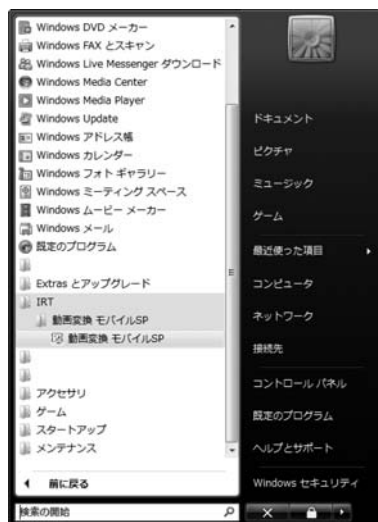 Windows DVD メーカー
Windows FAX とスキャン
Windows Live Messenger ダウンロード
Windows Media Center
Windows Media Player
Windows Update
Windows アドレス帳
Windows カレンダー
Windows フォト ギャラリー
Windows ミーティング スペース
Windows ムービー メーカー
Windows メール
既定のプログラム
Extras とアップグレード
IRT
動画変換 モバイルSP
動画変換 モバイルSP
アクセサリ
ゲーム
スタートアップ
メンテナンス
前に戻る
検索の開始
ドキュメント
ピクチャ
ミュージック
ゲーム
最近使った項目
コンピュータ
ネットワーク
接続先
コントロール パネル
既定のプログラム
ヘルプとサポート
Windows セキュリティ